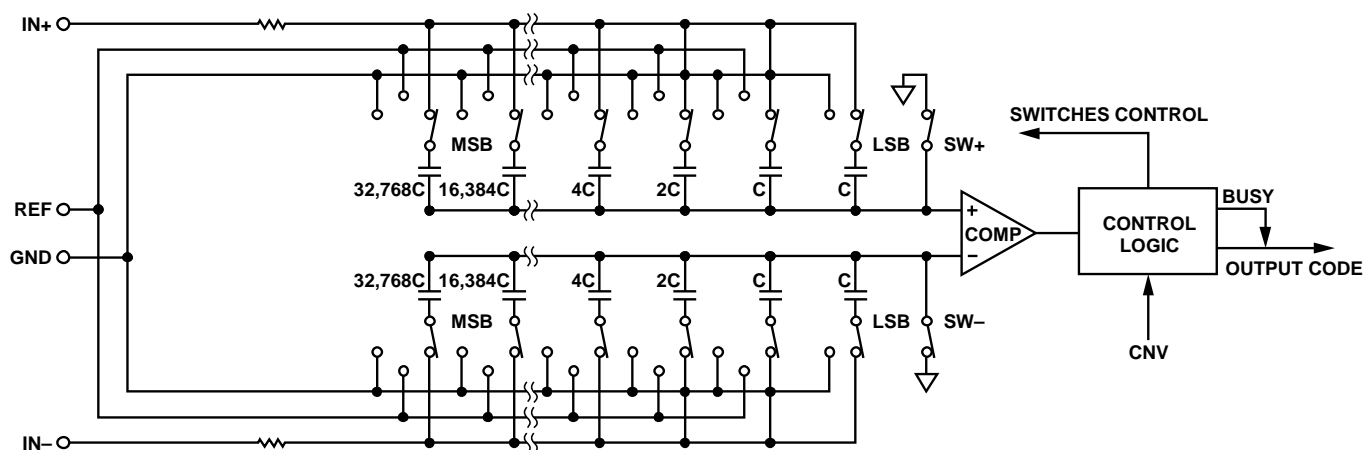 IN+
SWITCHES CONTROL
MSB
LSB
SW+
32,768C
16,384C
4C
2C
C
C
BUSY
REF
+
COMP
–
CONTROL
LOGIC
GND
OUTPUT CODE
32,768C
16,384C
4C
2C
C
C
MSB
LSB
SW–
CNV
IN–